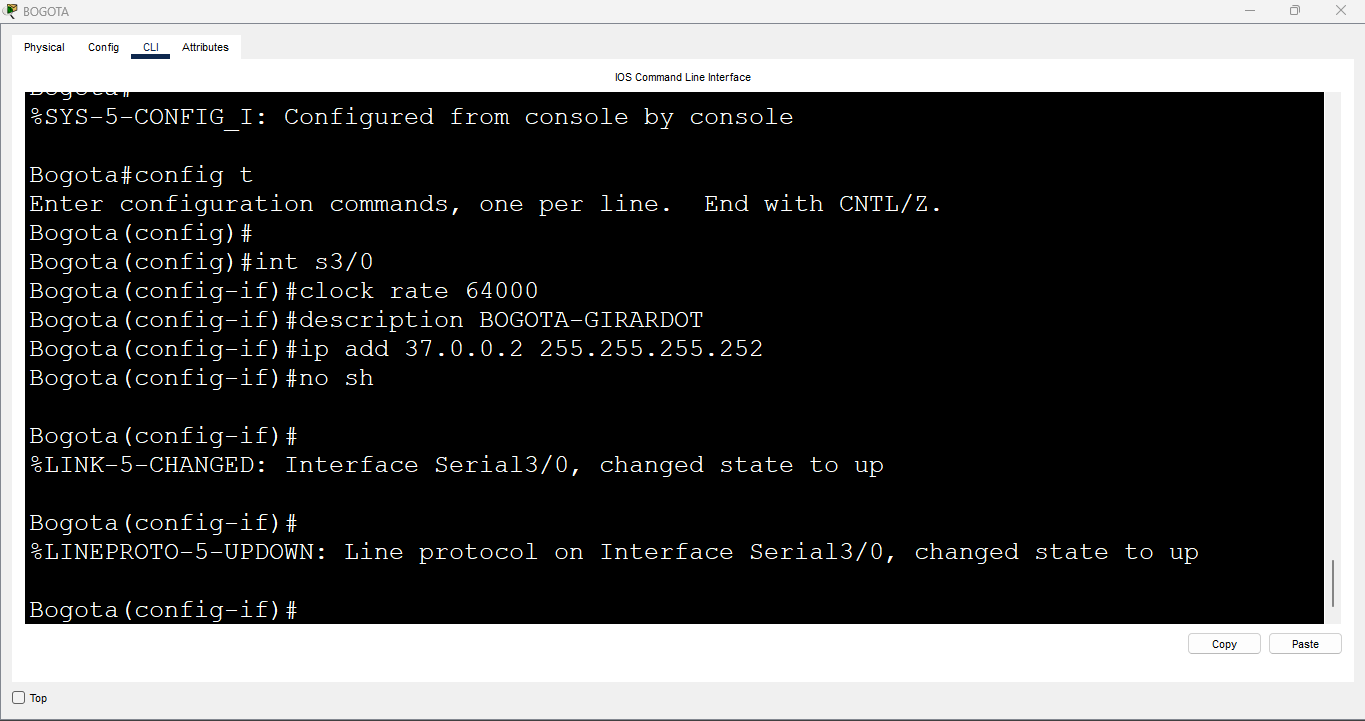 BOGOTA
Physical Config CLI Attributes
IOS Command Line Interface
%SYS-5-CONFIG_I: Configured from console by console
Bogota#config t
Enter configuration commands, one per line.  End with CNTL/Z.
Bogota(config)#
Bogota(config)#int s3/0
Bogota(config-if)#clock rate 64000
Bogota(config-if)#description BOGOTA-GIRARDOT
Bogota(config-if)#ip add 37.0.0.2 255.255.255.252
Bogota(config-if)#no sh
Bogota(config-if)#
%LINK-5-CHANGED: Interface Serial3/0, changed state to up
Bogota(config-if)#
%LINEPROTO-5-UPDOWN: Line protocol on Interface Serial3/0, changed state to up
Bogota(config-if)#
Copy Paste
Top